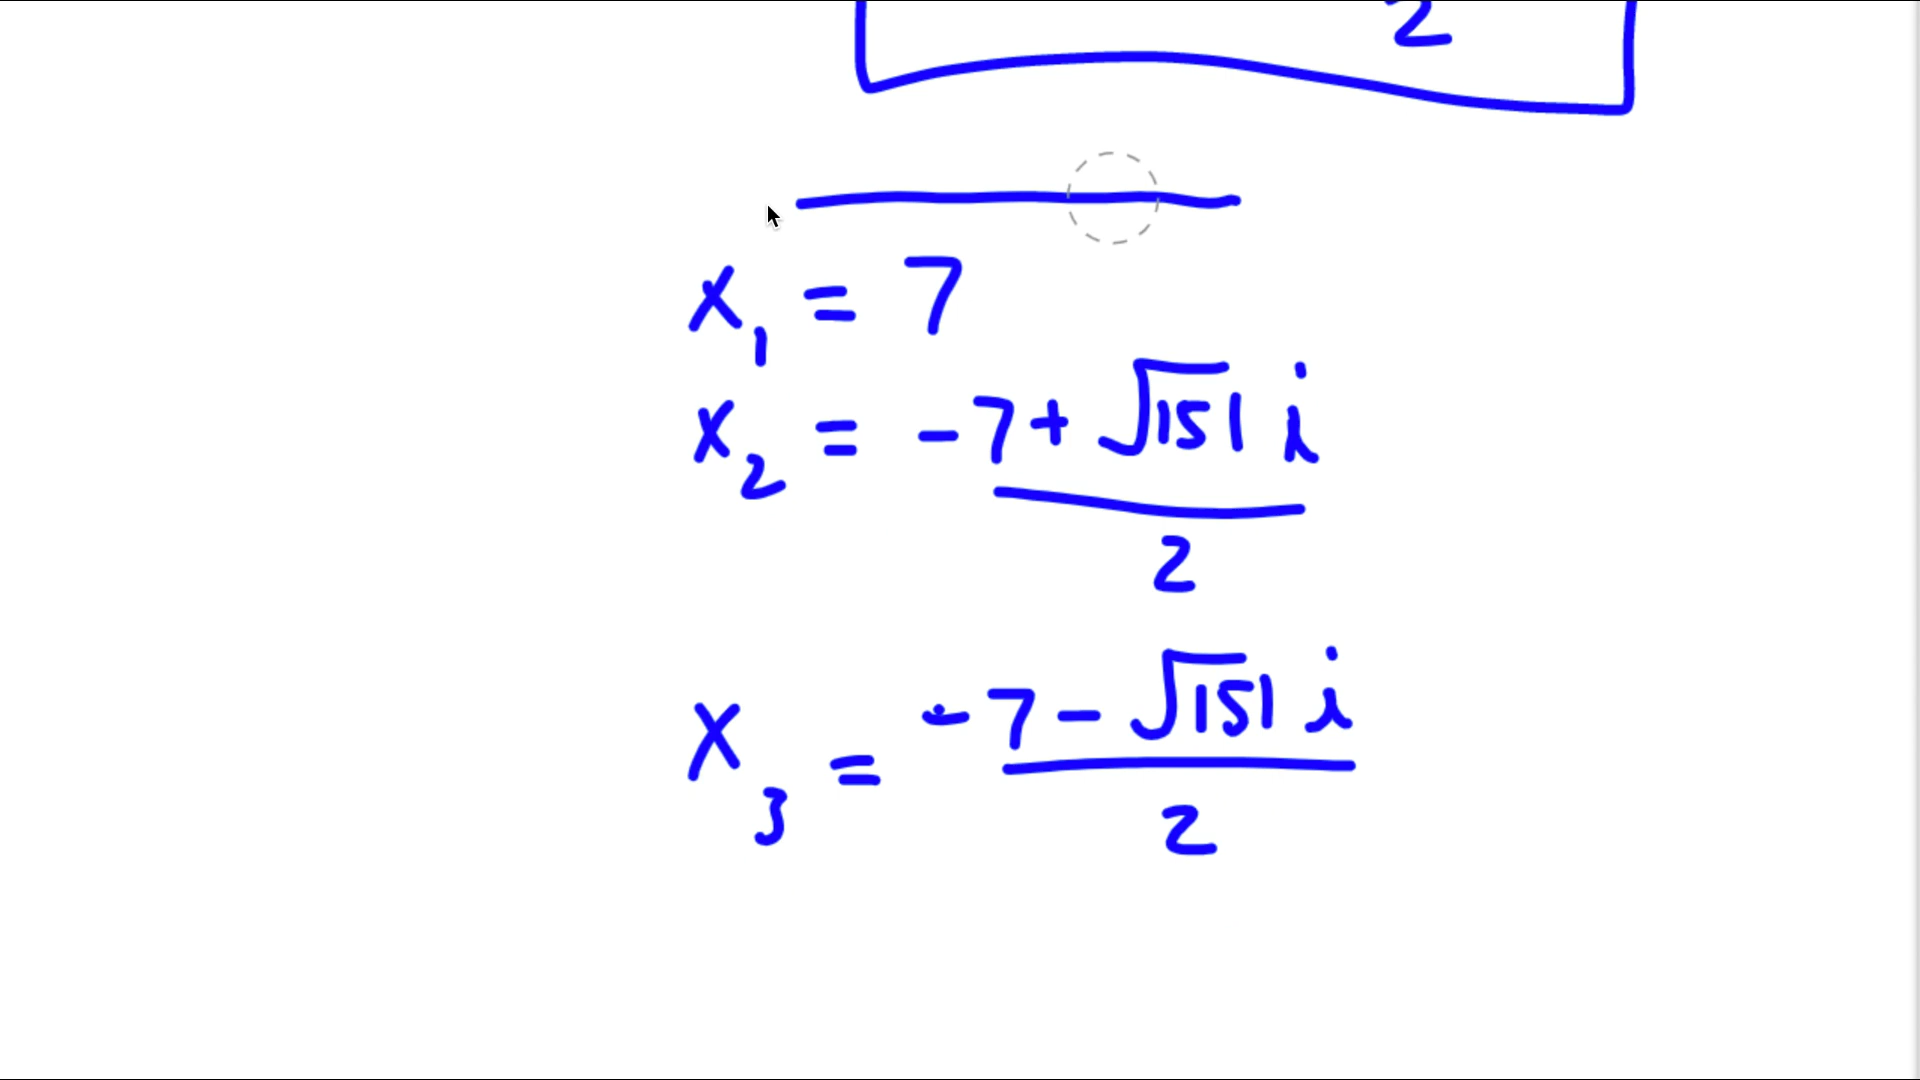 2
x₁ = 7
x₂ = -7 + √151 i
2
x₃ = -7 - √151 i
2